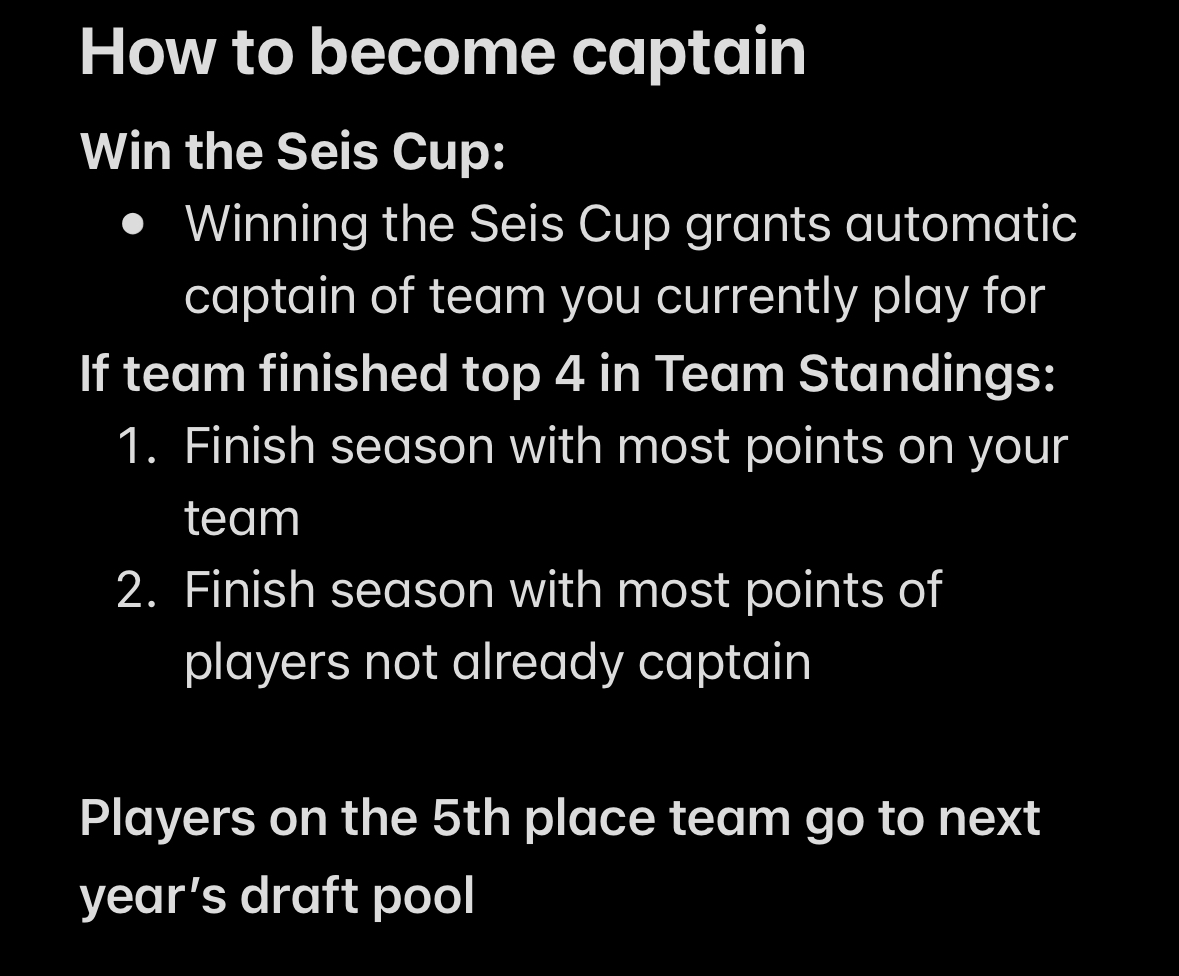 How to become captain
Win the Seis Cup:
• Winning the Seis Cup grants automatic
captain of team you currently play for
If team finished top 4 in Team Standings:
1. Finish season with most points on your
team
2. Finish season with most points of
players not already captain
Players on the 5th place team go to next
year’s draft pool